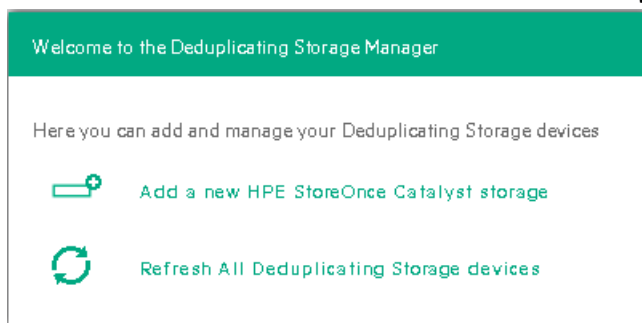 Welcome to the Deduplicating Storage Manager
Here you can add and manage your Deduplicating Storage devices
Add a new HPE StoreOnce Catalyst storage
Refresh All Deduplicating Storage devices